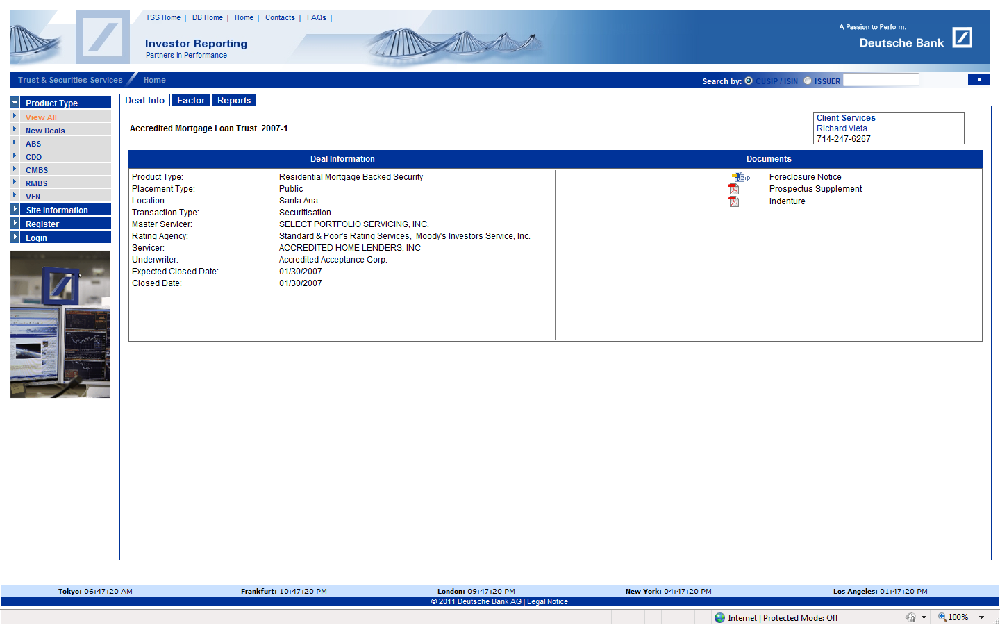 TSS Home | DB Home | Home | Contacts | FAQs |
A Passion to Perform.
Investor Reporting
Deutsche Bank
Partners in Performance
Trust & Securities Services Home
Search by: CUSIP / ISIN ISSUER
Product Type
View All
New Deals
ABS
CDO
CMBS
RMBS
VFN
Site Information
Register
Login
Deal Info Factor Reports
Accredited Mortgage Loan Trust 2007-1
Client Services
Richard Vieta
714-247-6267
Deal Information Documents
Product Type: Residential Mortgage Backed Security
Placement Type: Public
Location: Santa Ana
Transaction Type: Securitisation
Master Servicer: SELECT PORTFOLIO SERVICING, INC.
Rating Agency: Standard & Poor's Rating Services, Moody's Investors Service, Inc.
Servicer: ACCREDITED HOME LENDERS, INC
Underwriter: Accredited Acceptance Corp.
Expected Closed Date: 01/30/2007
Closed Date: 01/30/2007
zip Foreclosure Notice
Prospectus Supplement
Indenture
Tokyo: 06:47:20 AM Frankfurt: 10:47:20 PM London: 09:47:20 PM New York: 04:47:20 PM Los Angeles: 01:47:20 PM
© 2011 Deutsche Bank AG | Legal Notice
Internet | Protected Mode: Off 100%